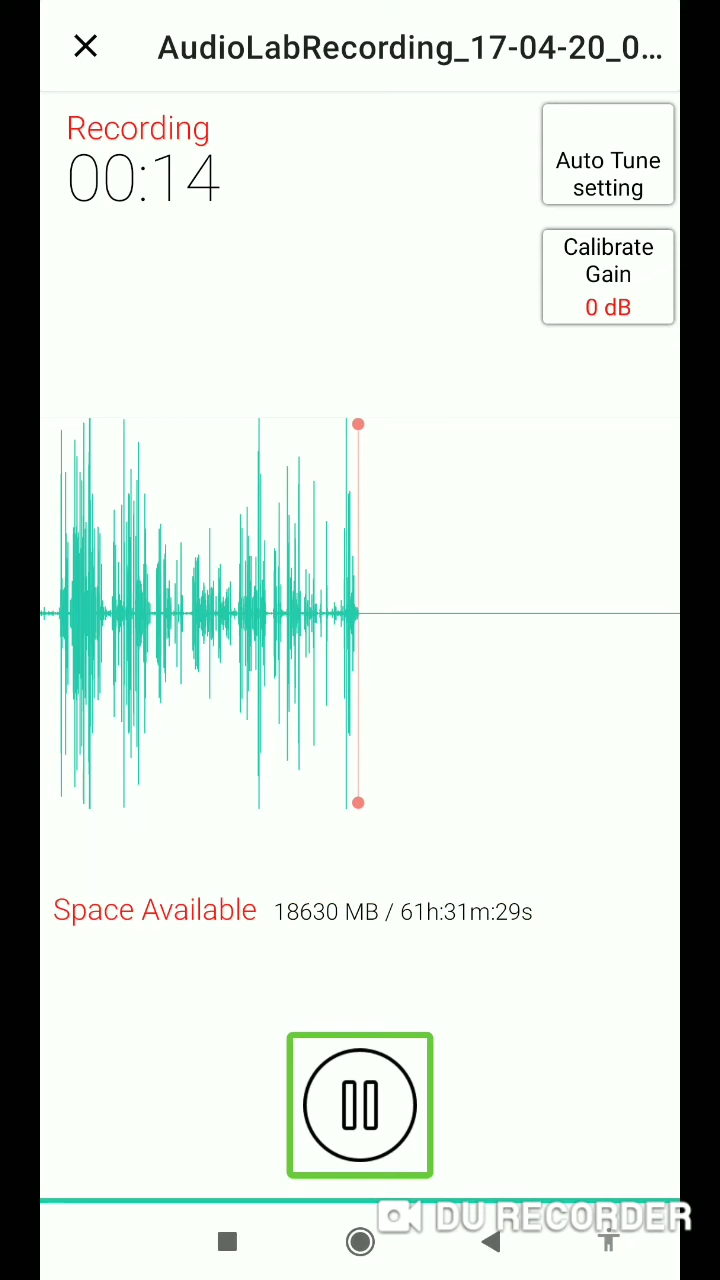 AudioLabRecording_17-04-20_0...
Recording
00:14
Auto Tune
setting
Calibrate
Gain
0 dB
Space Available 18630 MB / 61h:31m:29s
DU RECORDER